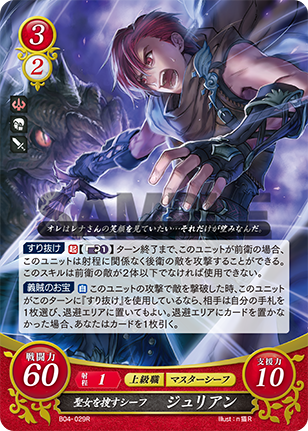 3
2
SAMPLE
オレはレナさんの笑顔を見ていたい…それだけが望みなんだ。
すり抜け 起 [1] ターン終了まで、このユニットが前衛の場合、
このユニットは射程に関係なく後衛の敵を攻撃することができる。
このスキルは前衛の敵が2体以下でなければ使用できない。
義賊のお宝 自 このユニットの攻撃で敵を撃破した時、このユニット
がこのターンに『すり抜け』を使用しているなら、相手は自分の手札を
1枚選び、退避エリアに置いてもよい。退避エリアにカードを置かな
かった場合、あなたはカードを1枚引く。
戦闘力
60
射程 1
上級職
マスターシーフ
支援力
10
聖女を捜すシーフ ジュリアン
B04-029R
Illust:n猫R